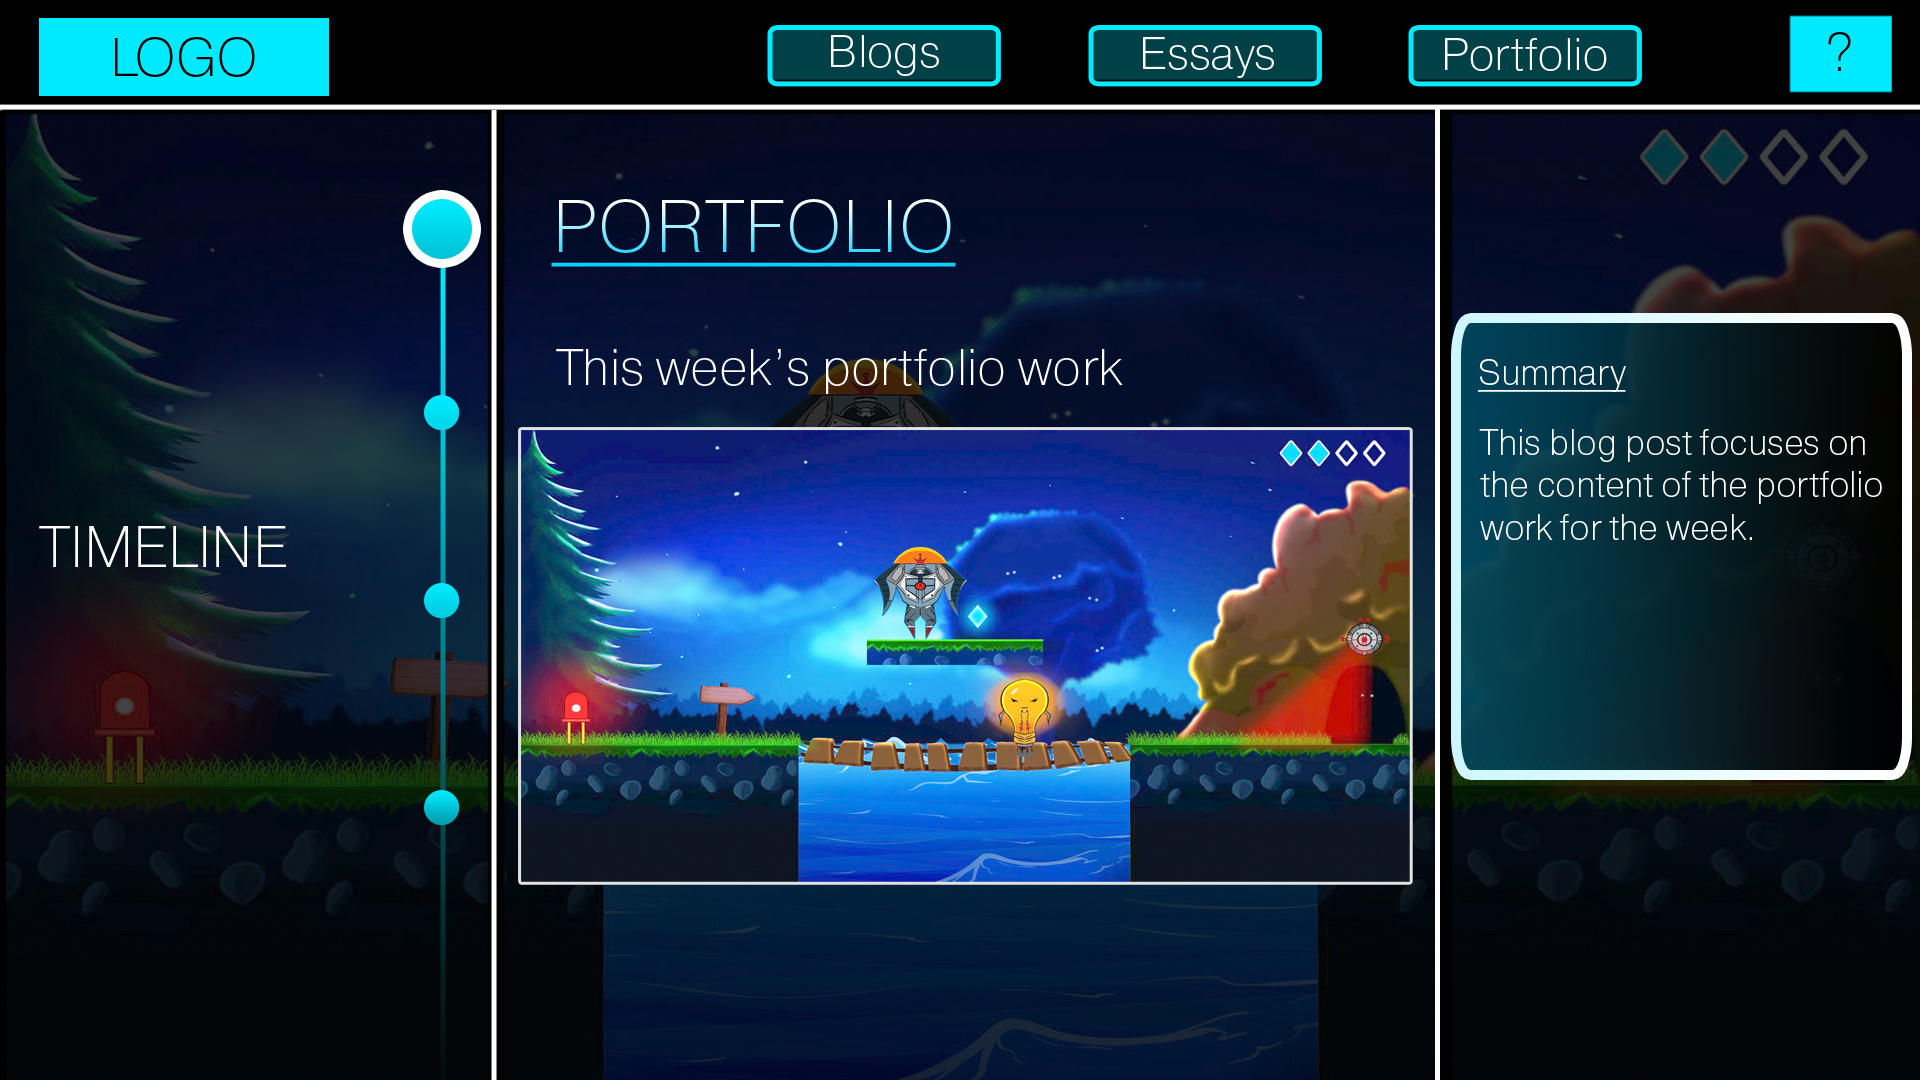 LOGO
Blogs
Essays
Portfolio
?
TIMELINE
PORTFOLIO
This week’s portfolio work
Summary
This blog post focuses on
the content of the portfolio
work for the week.